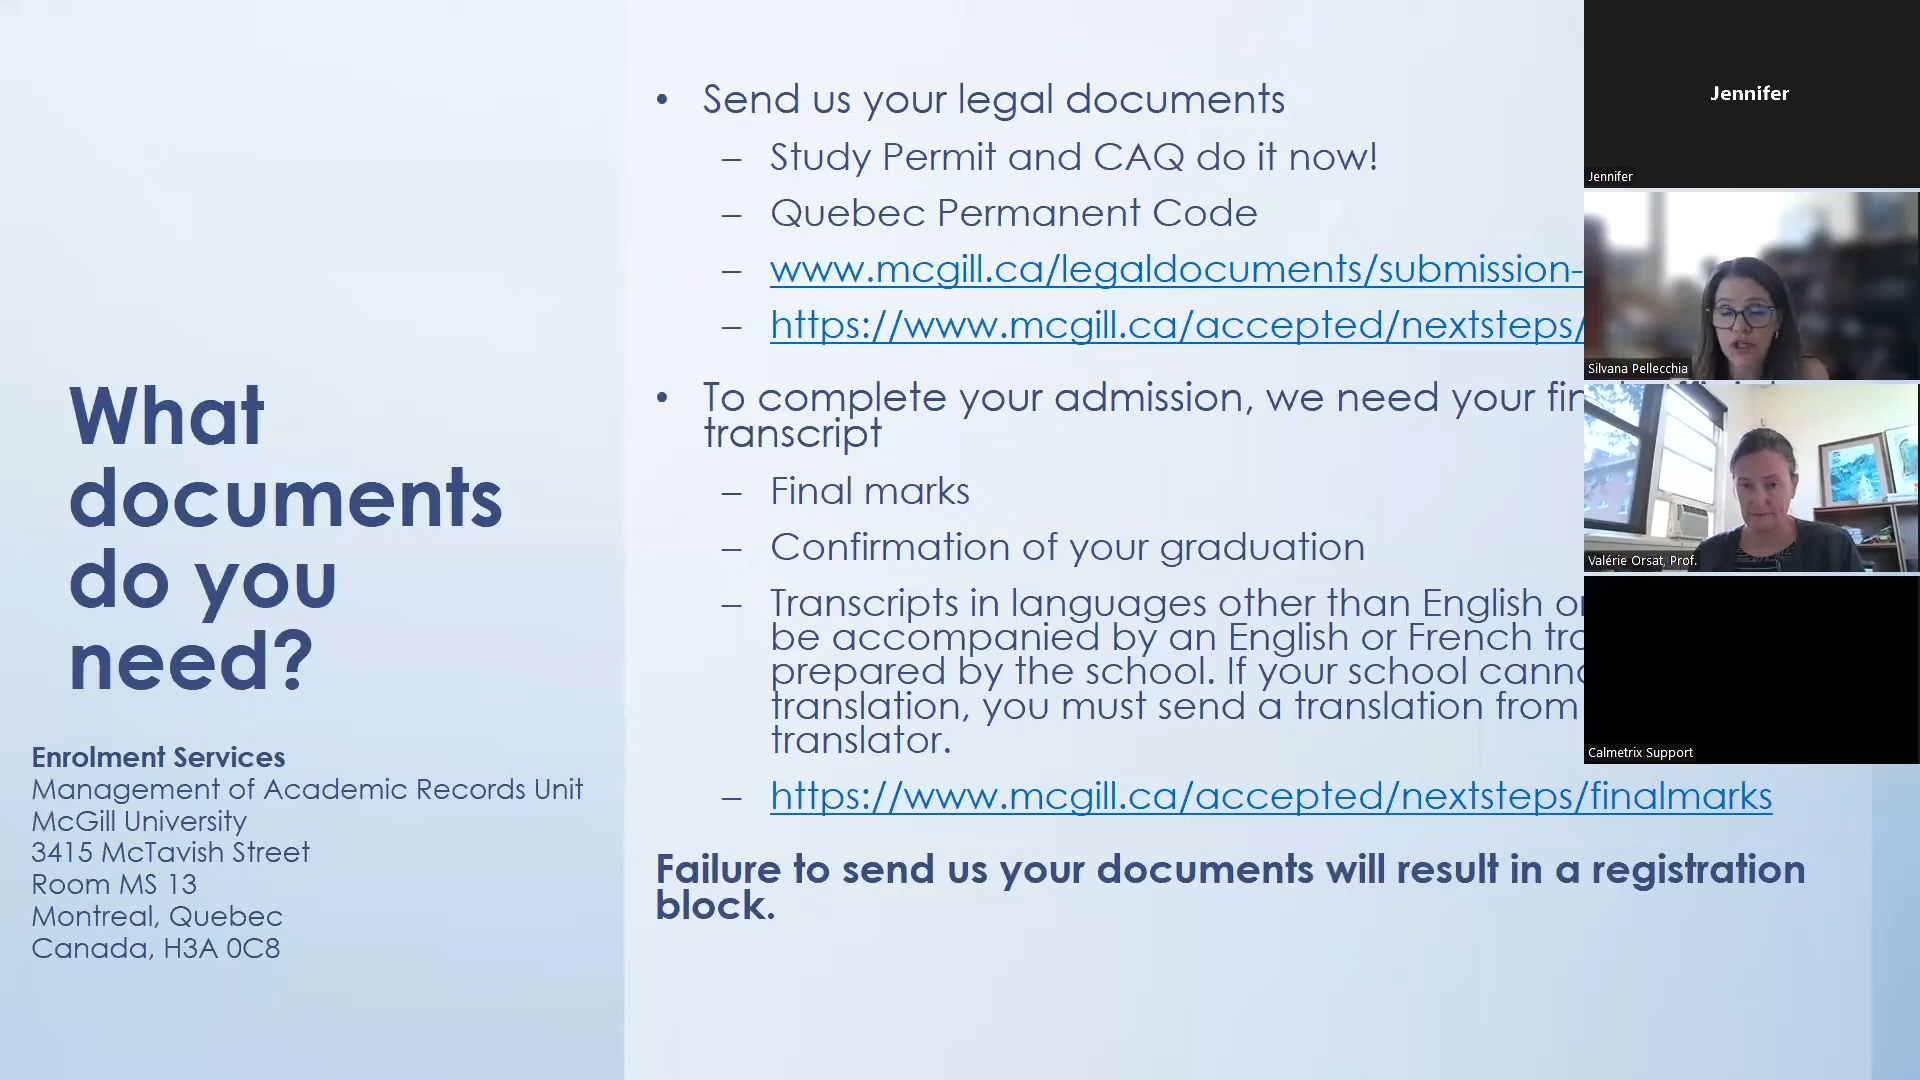 What
documents
do you
need?
Enrolment Services
Management of Academic Records Unit
McGill University
3415 McTavish Street
Room MS 13
Montreal, Quebec
Canada, H3A 0C8
• Send us your legal documents
– Study Permit and CAQ do it now!
– Quebec Permanent Code
– www.mcgill.ca/legaldocuments/submission-
– https://www.mcgill.ca/accepted/nextsteps/
• To complete your admission, we need your
transcript
– Final marks
– Confirmation of your graduation
– Transcripts in languages other than English
be accompanied by an English or French
prepared by the school. If your school
translation, you must send a translation from
translator.
– https://www.mcgill.ca/accepted/nextsteps/finalmarks
Failure to send us your documents will result in a registration
block.
Jennifer
Jennifer
Silvana Pellecchia
Valérie Orsat, Prof.
Calmetrix Support